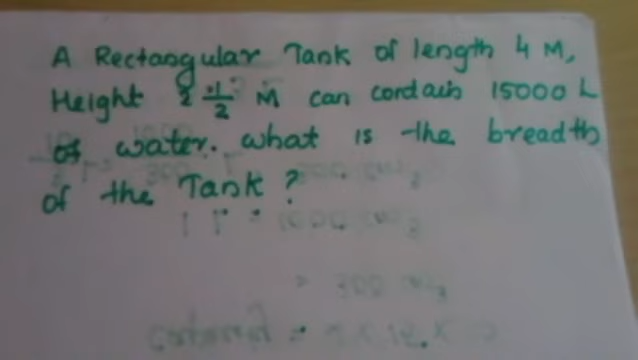 A Rectangular Tank of length 4 M,
Height 2 1/2 M can contain 15000 L
of water. what is the breadth
of the Tank?